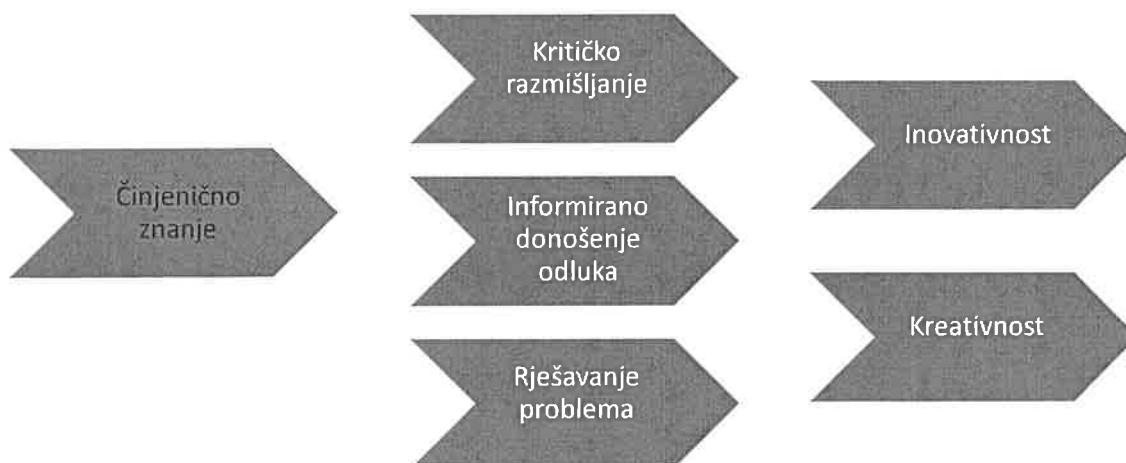 Činjenično
znanje
Kritičko
razmišljanje
Informirano
donošenje
odluka
Rješavanje
problema
Inovativnost
Kreativnost